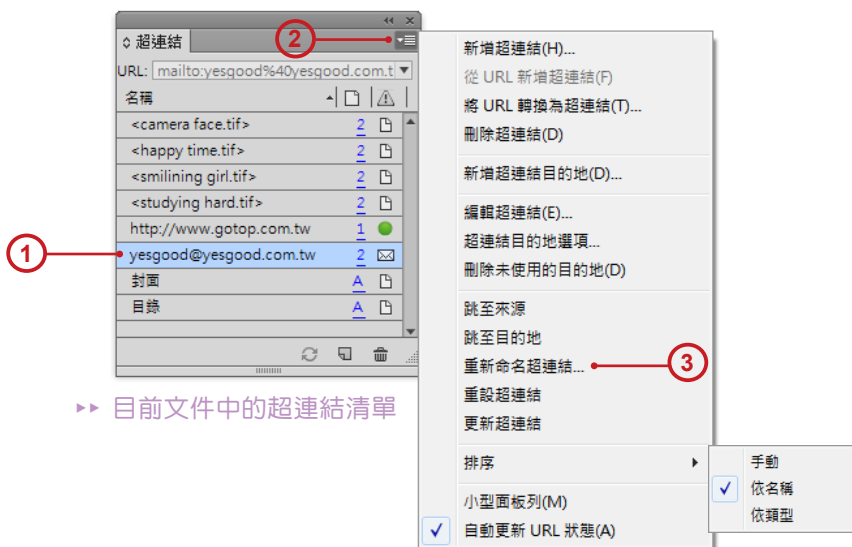 超連結
URL: mailto:yesgood%40yesgood.com.t
名稱
<camera face.tif> 2
<happy time.tif> 2
<smilining girl.tif> 2
<studying hard.tif> 2
http://www.gotop.com.tw 1
yesgood@yesgood.com.tw 2
封面 A
目錄 A
1
2
3
目前文件中的超連結清單
新增超連結(H)...
從 URL 新增超連結(F)
將 URL 轉換為超連結(T)...
刪除超連結(D)
新增超連結目的地(D)...
編輯超連結(E)...
超連結目的地選項...
刪除未使用的目的地(D)
跳至來源
跳至目的地
重新命名超連結...
重設超連結
更新超連結
排序
小型面板列(M)
自動更新 URL 狀態(A)
手動
依名稱
依類型